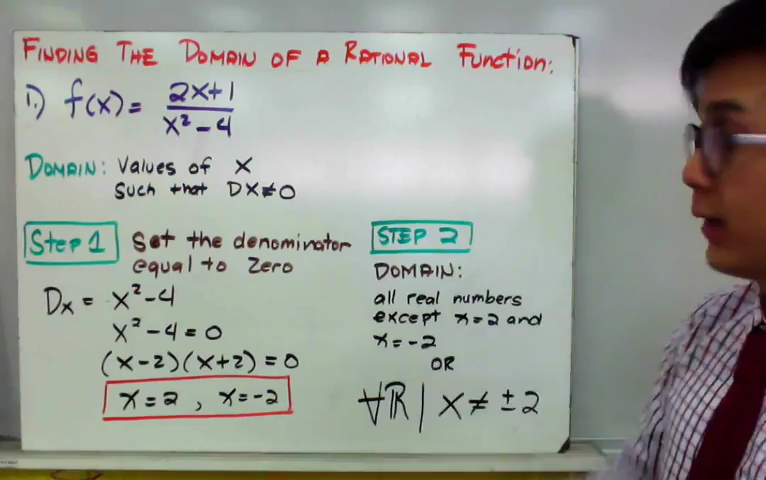 FINDING THE DOMAIN OF A RATIONAL Function:
1.) f(x) = 2x+1 / x² - 4
DOMAIN: Values of x
Such that DX≠0
Step 1
Set the denominator
equal to Zero
Dx = x² - 4
x² - 4 = 0
(x-2)(x+2) = 0
x = 2 , x = -2
STEP 2
DOMAIN:
all real numbers
except x = 2 and
x = -2
OR
∀ℝ | x ≠ ± 2